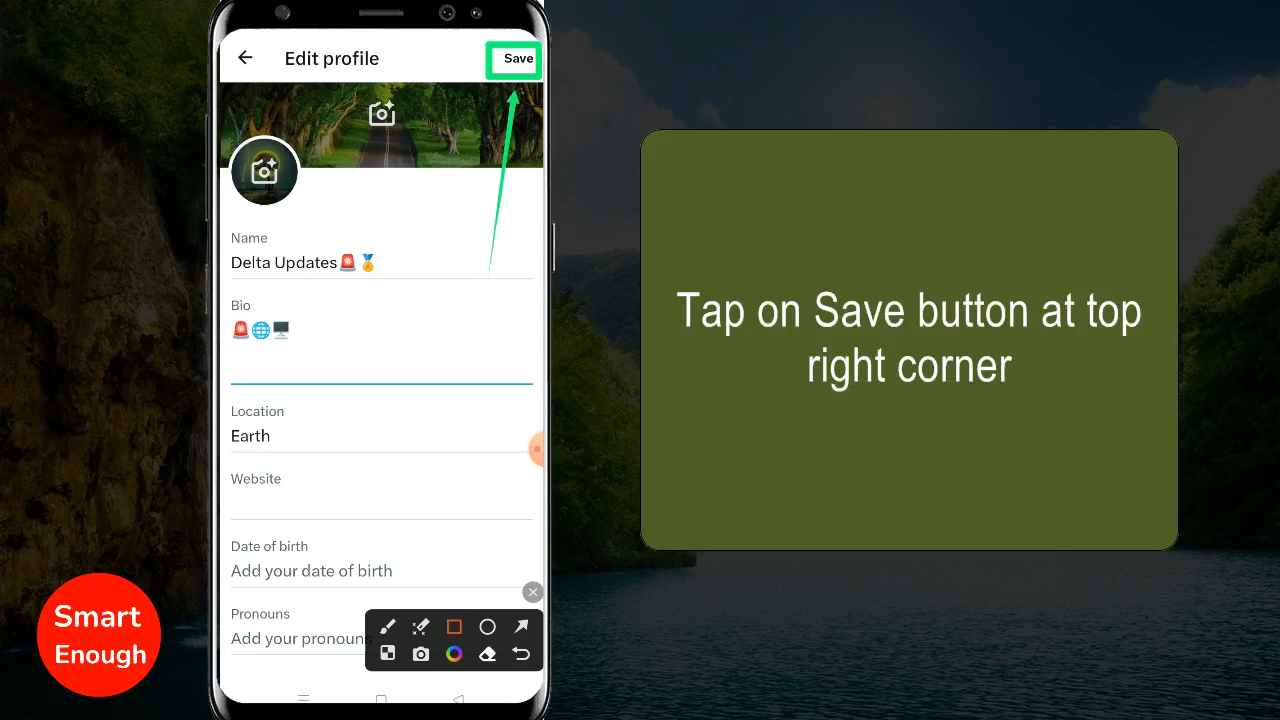 Edit profile
Save
Name
Delta Updates🚨🏅
Bio
🚨🌐🖥️
Location
Earth
Website
Date of birth
Add your date of birth
Pronouns
Add your pronouns
Tap on Save button at top
right corner
Smart
Enough